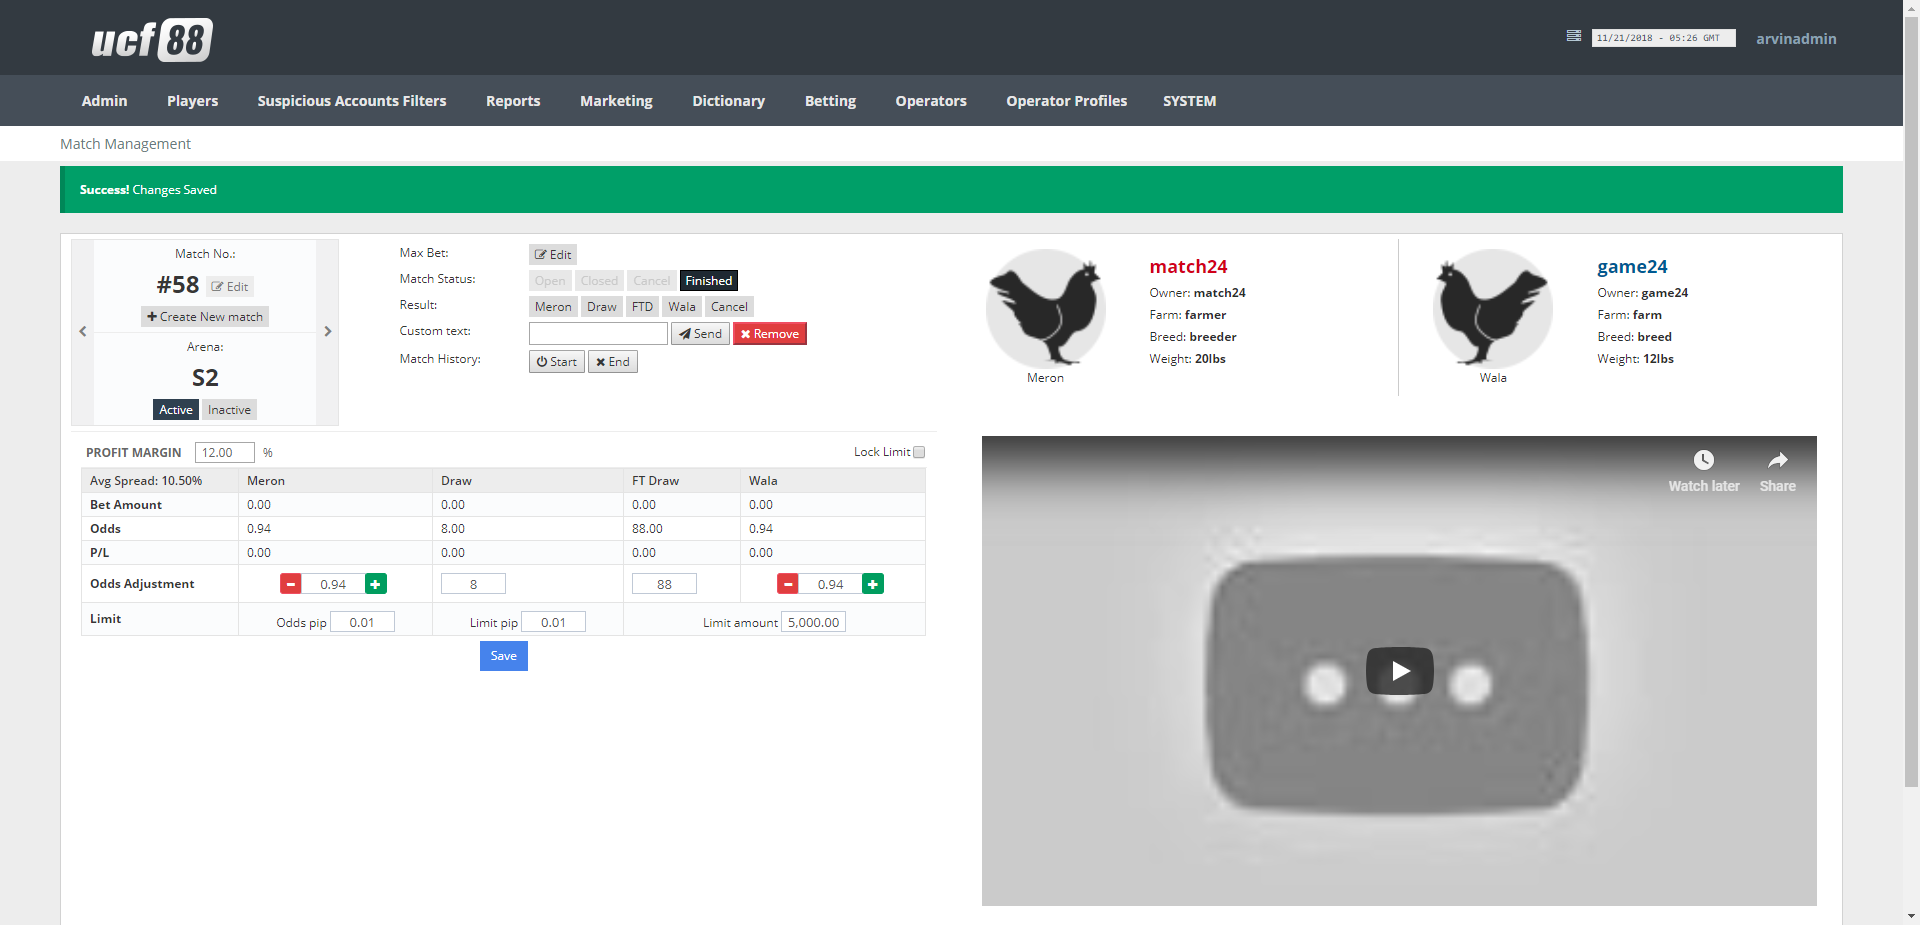 ucf 88
11/21/2018 - 05:26 GMT
arvinadmin
Admin Players Suspicious Accounts Filters Reports Marketing Dictionary Betting Operators Operator Profiles SYSTEM
Match Management
Success! Changes Saved
Match No.:
#58 Edit
Create New match
Arena:
S2
Active Inactive
Max Bet: Edit
Match Status: Open Closed Cancel Finished
Result: Meron Draw FTD Wala Cancel
Custom text: Send Remove
Match History: Start End
Meron
match24
Owner: match24
Farm: farmer
Breed: breeder
Weight: 20lbs
Wala
game24
Owner: game24
Farm: farm
Breed: breed
Weight: 12lbs
PROFIT MARGIN 12.00 % Lock Limit
Avg Spread: 10.50% Meron Draw FT Draw Wala
Bet Amount 0.00 0.00 0.00 0.00
Odds 0.94 8.00 88.00 0.94
P/L 0.00 0.00 0.00 0.00
Odds Adjustment 0.94 8 88 0.94
Limit Odds pip 0.01 Limit pip 0.01 Limit amount 5,000.00
Save
Watch later Share